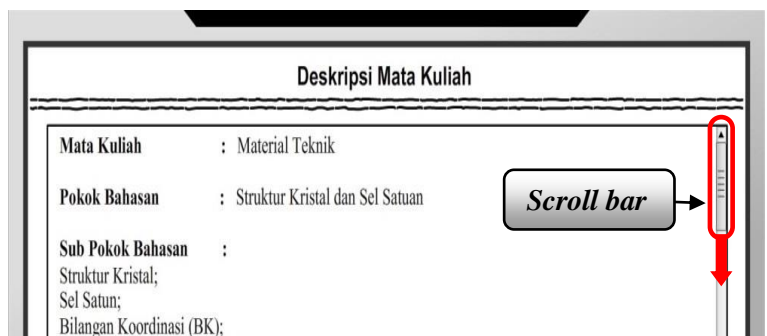 Deskripsi Mata Kuliah
Mata Kuliah : Material Teknik
Pokok Bahasan : Struktur Kristal dan Sel Satuan
Scroll bar
Sub Pokok Bahasan :
Struktur Kristal;
Sel Satun;
Bilangan Koordinasi (BK);